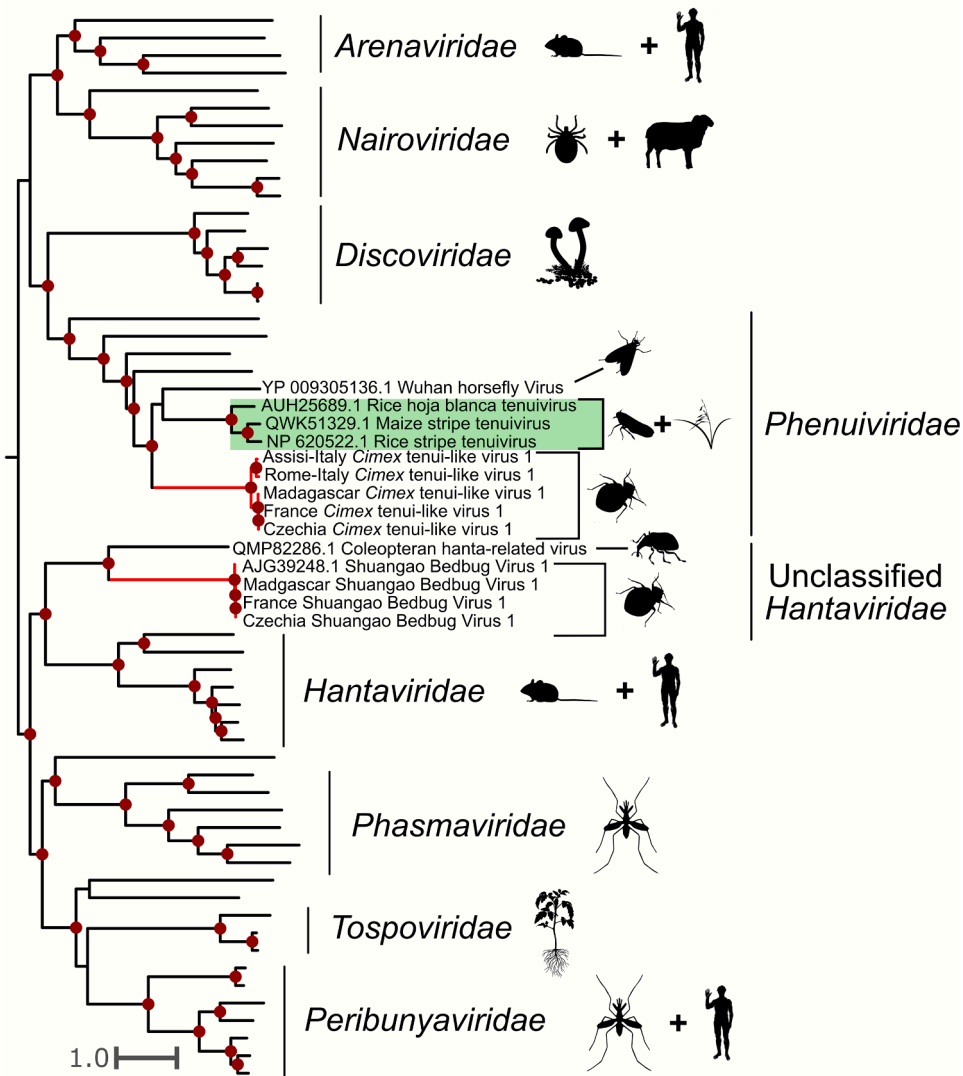 Arenaviridae
+
Nairoviridae
+
Discoviridae
YP 009305136.1 Wuhan horsefly Virus
AUH25689.1 Rice hoja blanca tenuivirus
QWK51329.1 Maize stripe tenuivirus
NP 620522.1 Rice stripe tenuivirus
+
Phenuiviridae
Assisi-Italy Cimex tenui-like virus 1
Rome-Italy Cimex tenui-like virus 1
Madagascar Cimex tenui-like virus 1
France Cimex tenui-like virus 1
Czechia Cimex tenui-like virus 1
QMP82286.1 Coleopteran hanta-related virus
AJG39248.1 Shuangao Bedbug Virus 1
Madgascar Shuangao Bedbug Virus 1
France Shuangao Bedbug Virus 1
Czechia Shuangao Bedbug Virus 1
Unclassified
Hantaviridae
Hantaviridae
+
Phasmaviridae
Tospoviridae
Peribunyaviridae
+
1.0